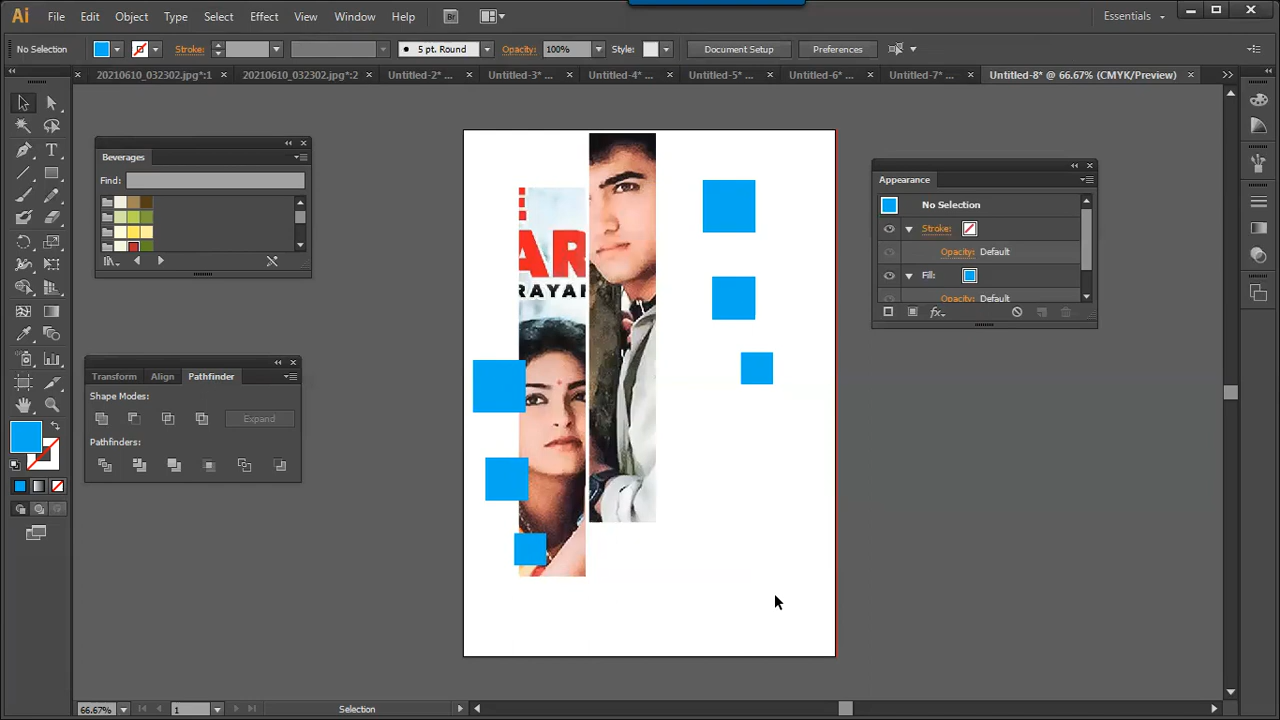 Ai File Edit Object Type Select Effect View Window Help Br Essentials
No Selection Stroke: 5 pt. Round Opacity: 100% Style: Document Setup Preferences
20210610_032302.jpg*:1 20210610_032302.jpg*:2 Untitled-2* ... Untitled-3* ... Untitled-4* ... Untitled-5* ... Untitled-6* ... Untitled-7* ... Untitled-8* @ 66.67% (CMYK/Preview)
Beverages
Find:
Transform Align Pathfinder
Shape Modes:
Expand
Pathfinders:
AR
RAYAN
Appearance
No Selection
Stroke:
Opacity: Default
Fill:
Opacity: Default
fx
66.67% 1 Selection